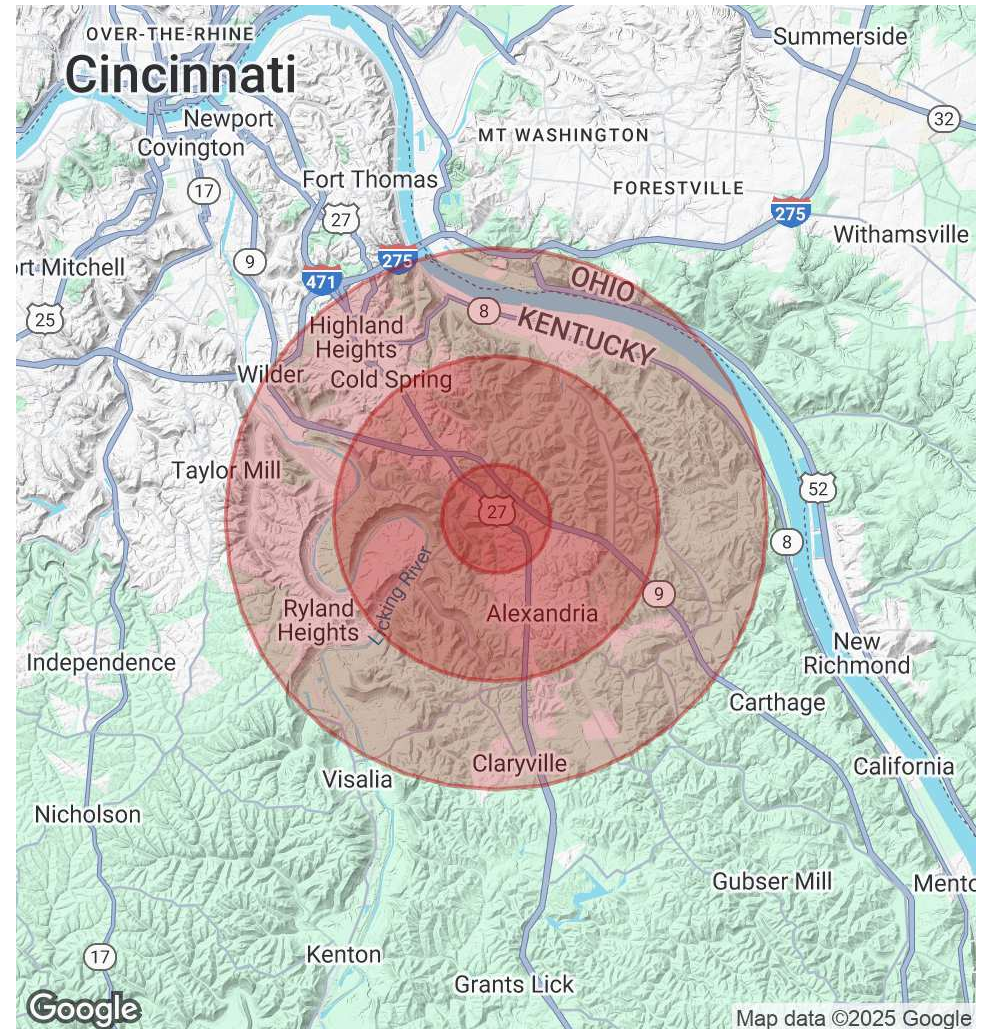 OVER-THE-RHINE
Cincinnati
Summerside
32
Newport
MT WASHINGTON
Covington
Fort Thomas
17
FORESTVILLE
27
275
Withamsville
9
275
ort Mitchell
471
OHIO
8
25
KENTUCKY
Highland
Heights
Wilder
Cold Spring
Taylor Mill
52
27
8
Licking River
9
Ryland
Heights
Alexandria
Independence
New
Richmond
Carthage
Claryville
California
Visalia
Nicholson
Gubser Mill
Mento
17
Kenton
Grants Lick
Google
Map data ©2025 Google